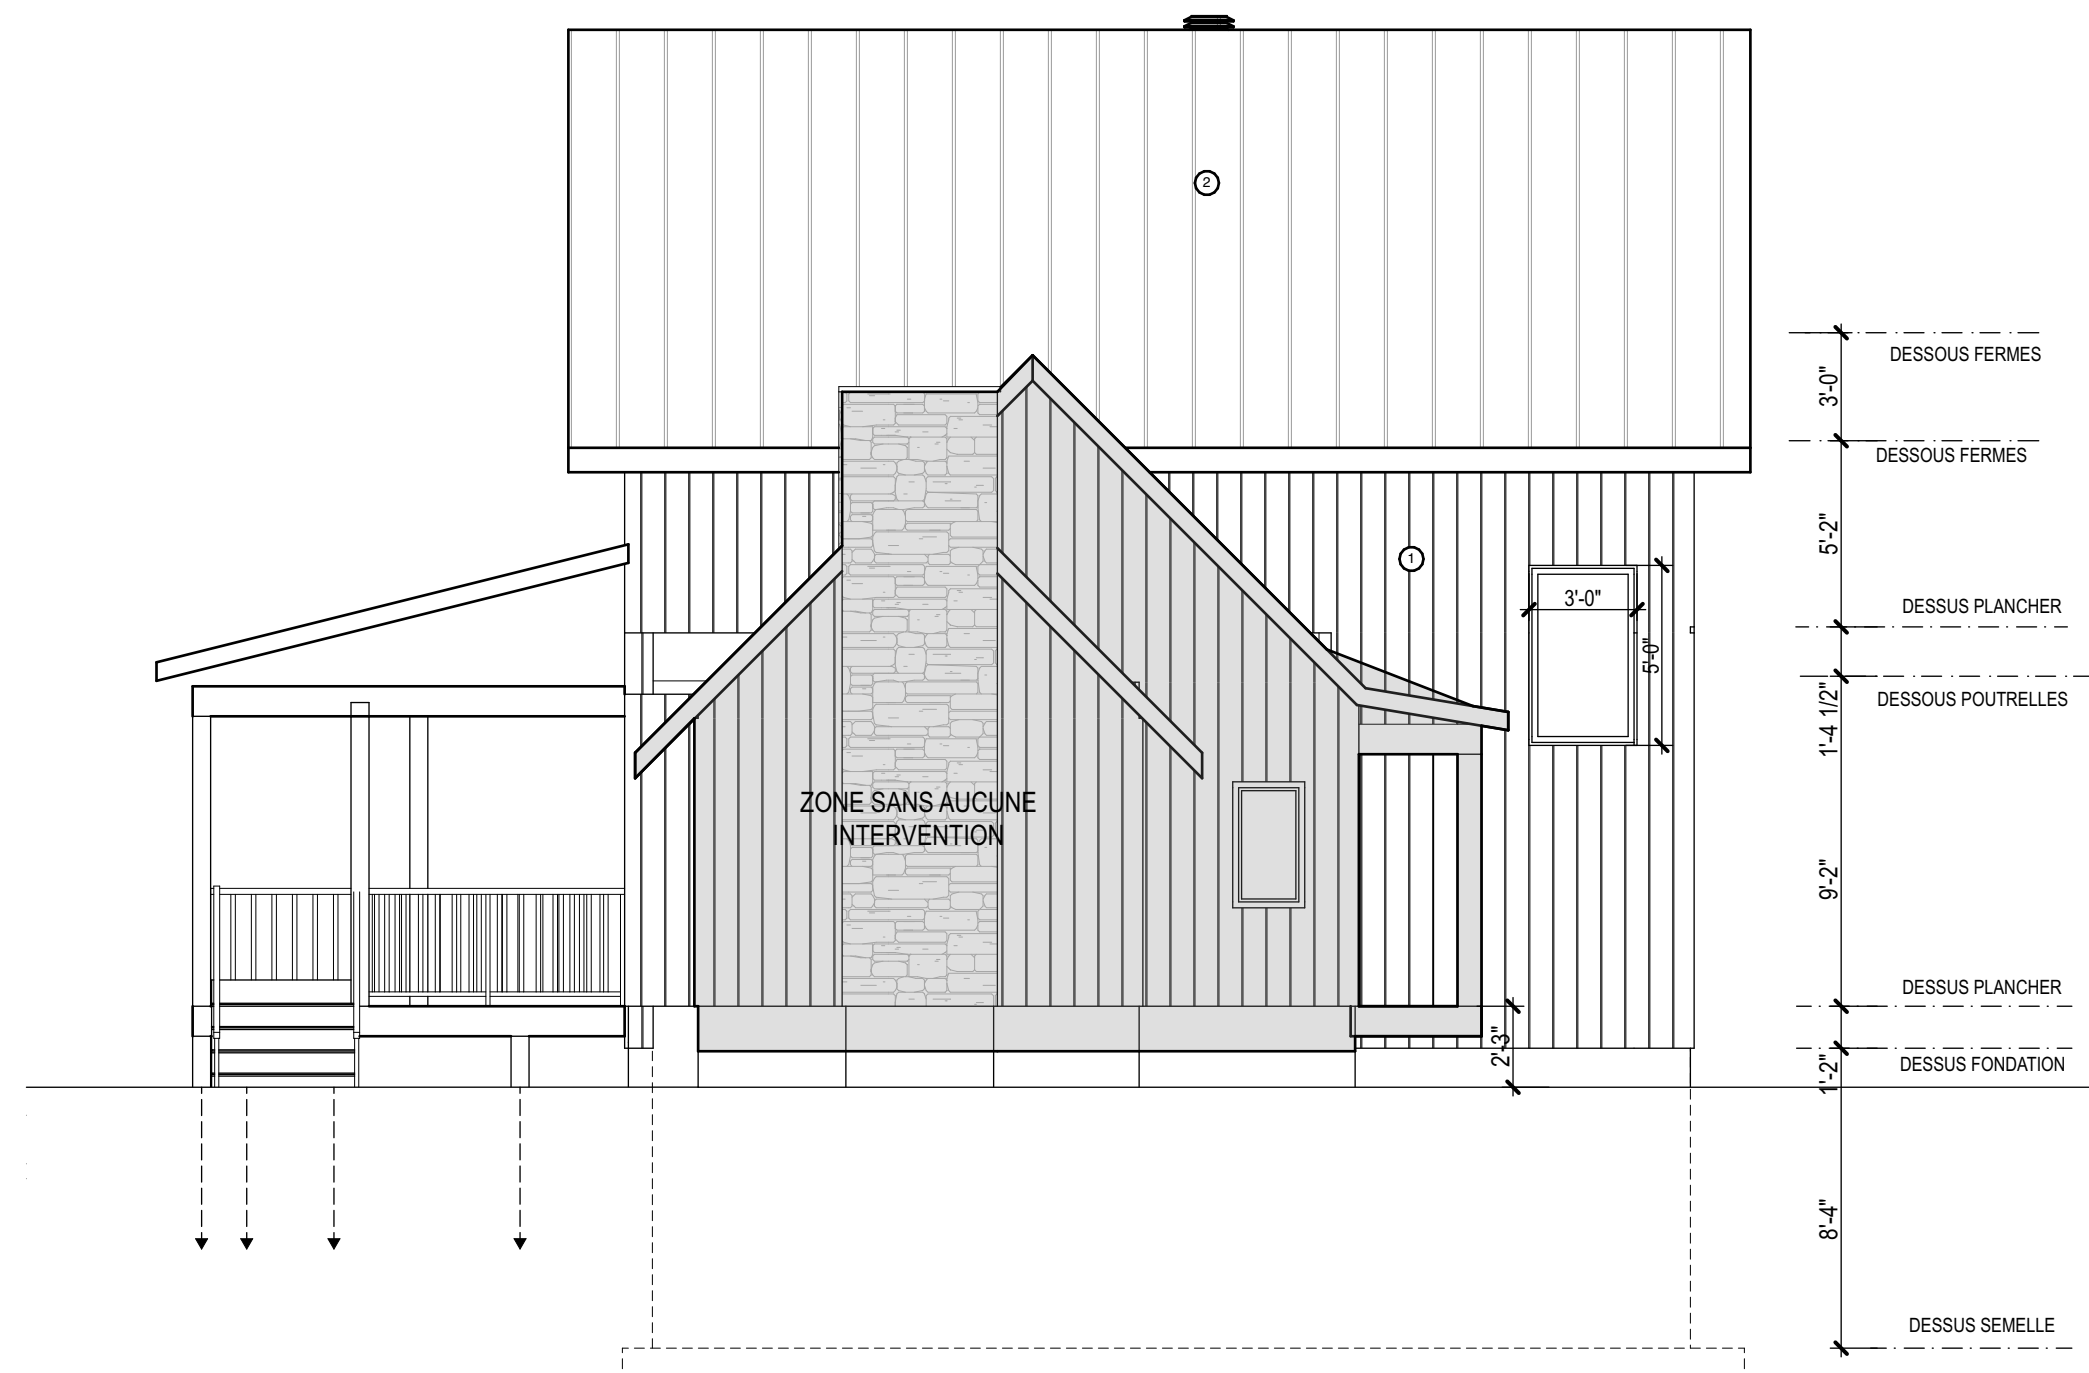 2
DESSOUS FERMES
3'-0"
DESSOUS FERMES
5'-2"
1
3'-0"
5'-0"
DESSUS PLANCHER
DESSOUS POUTRELLES
1'-4 1/2"
ZONE SANS AUCUNE
INTERVENTION
9'-2"
DESSUS PLANCHER
2'-3"
DESSUS FONDATION
1'-2"
8'-4"
DESSUS SEMELLE